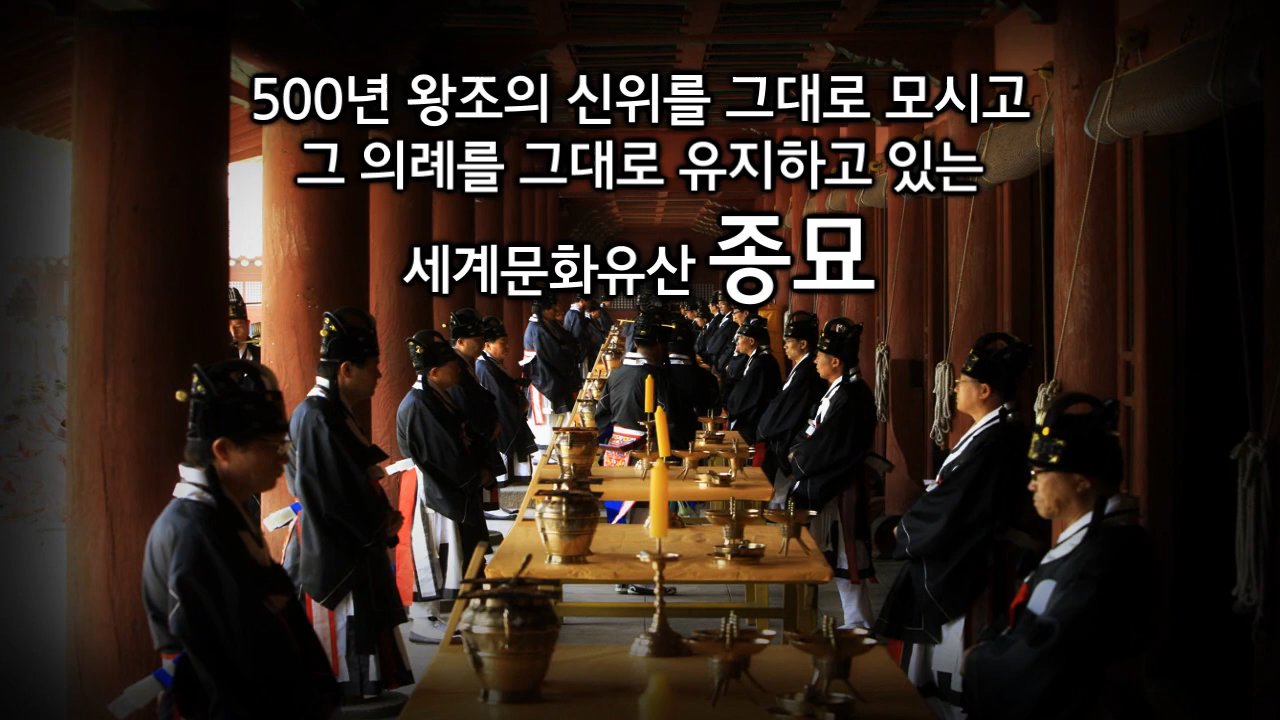 500년 왕조의 신위를 그대로 모시고
그 의례를 그대로 유지하고 있는
세계문화유산 종묘